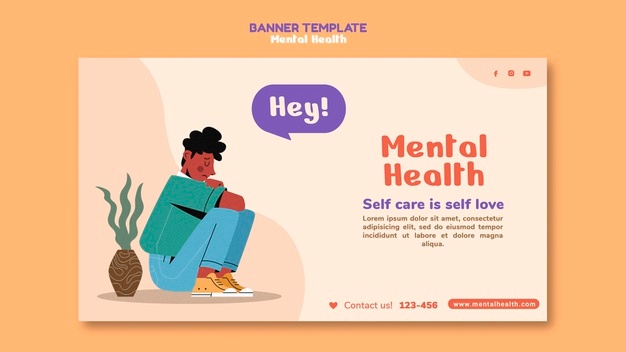 BANNER TEMPLATE
Mental Health
Hey!
Mental
Health
Self care is self love
Lorem ipsum dolor sit amet, consectetur
adipiscing elit, sed do eiusmod tempor
incididunt ut labore et dolore magna
aliqua.
Contact us! 123-456 www.mentalhealth.com